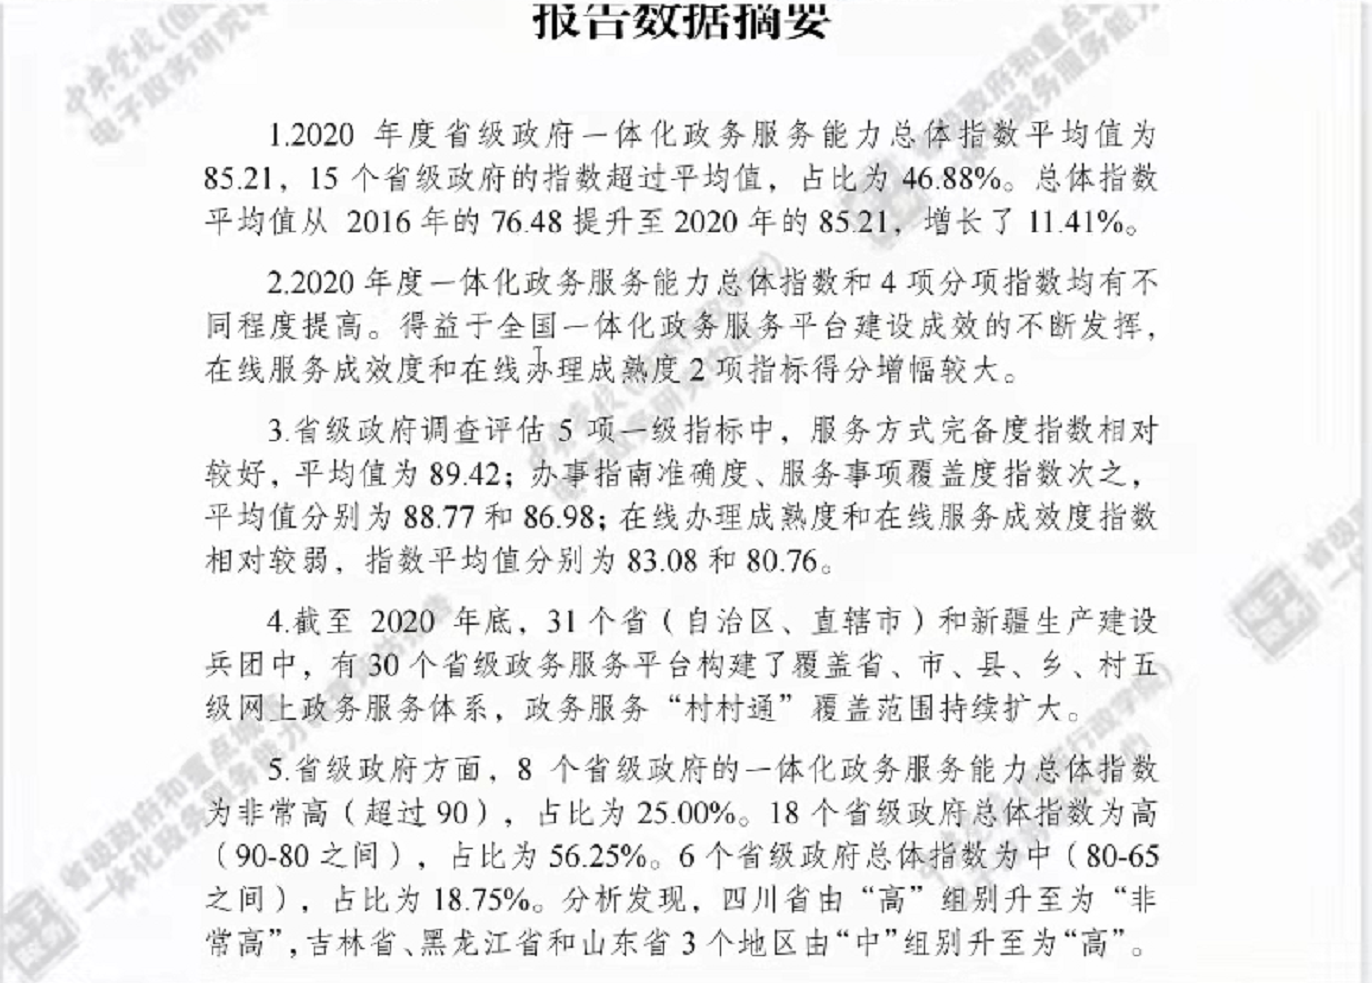 报告数据摘要
1.2020 年度省级政府一体化政务服务能力总体指数平均值为
85.21，15 个省级政府的指数超过平均值，占比为 46.88%。总体指数
平均值从 2016 年的 76.48 提升至 2020 年的 85.21，增长了 11.41%。
2.2020 年度一体化政务服务能力总体指数和 4 项分项指数均有不
同程度提高。得益于全国一体化政务服务平台建设成效的不断发挥，
在线服务成效度和在线办理成熟度 2 项指标得分增幅较大。
3.省级政府调查评估 5 项一级指标中，服务方式完备度指数相对
较好，平均值为 89.42；办事指南准确度、服务事项覆盖度指数次之，
平均值分别为 88.77 和 86.98；在线办理成熟度和在线服务成效度指数
相对较弱，指数平均值分别为 83.08 和 80.76。
4.截至 2020 年底，31 个省（自治区、直辖市）和新疆生产建设
兵团中，有 30 个省级政务服务平台构建了覆盖省、市、县、乡、村五
级网上政务服务体系，政务服务“村村通”覆盖范围持续扩大。
5.省级政府方面，8 个省级政府的一体化政务服务能力总体指数
为非常高（超过 90），占比为 25.00%。18 个省级政府总体指数为高
（90-80 之间），占比为 56.25%。6 个省级政府总体指数为中（80-65
之间），占比为 18.75%。分析发现，四川省由“高”组别升至为“非
常高”，吉林省、黑龙江省和山东省 3 个地区由“中”组别升至为“高”。